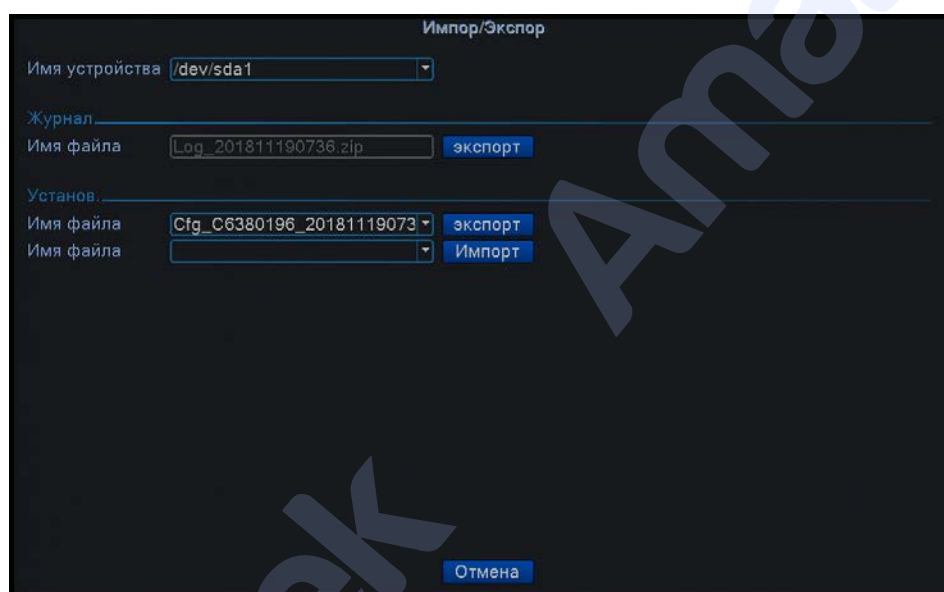 Импор/Экспор
Имя устройства /dev/sda1
Журнал
Имя файла Log_201811190736.zip экспорт
Установ.
Имя файла Cfg_C6380196_20181119073 экспорт
Имя файла Импорт
Отмена